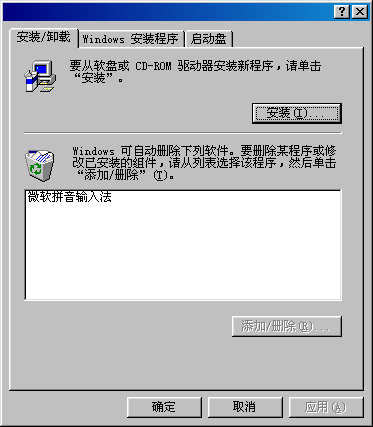 安装/卸载 Windows 安装程序 启动盘
要从软盘或 CD-ROM 驱动器安装新程序，请单击
“安装”。
安装(I)...
Windows 可自动删除下列软件。要删除某程序或修
改已安装的组件，请从列表选择该程序，然后单击
“添加/删除”(T)。
微软拼音输入法
添加/删除(R)...
确定 取消 应用(A)